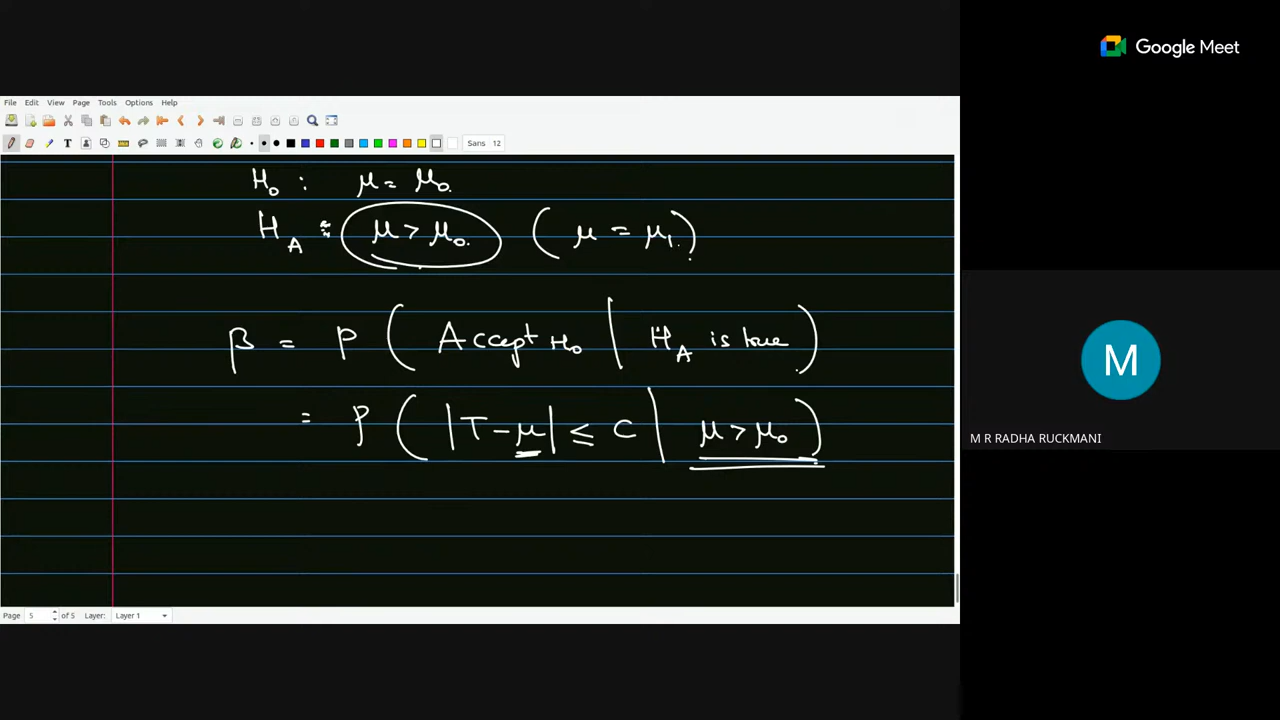 Google Meet
File Edit View Page Tools Options Help
Sans 12
H₀ : μ = μ₀.
H_A : μ > μ₀. (μ = μ₁.)
β = P ( Accept H₀ | H_A is true )
= P ( |T - μ| ≤ C | μ > μ₀ )
M
M R RADHA RUCKMANI
Page 5 of 5 Layer: Layer 1